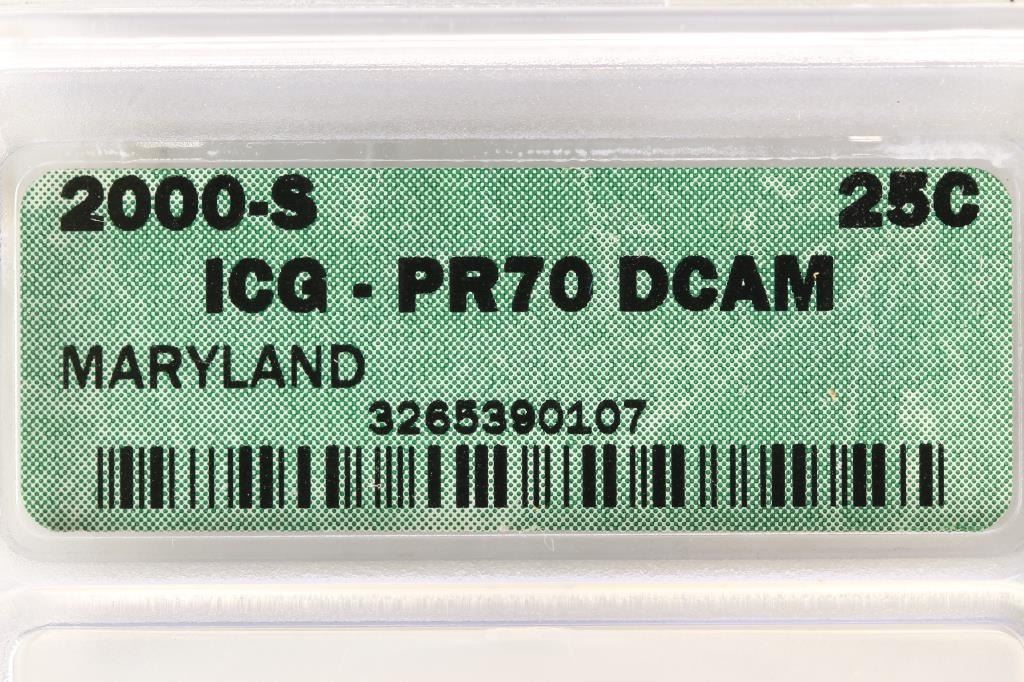 2000-S 25C
ICG - PR70 DCAM
MARYLAND
3265390107